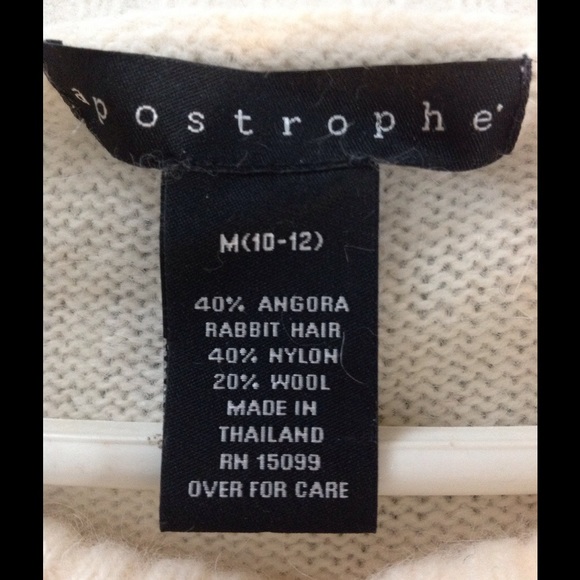 apostrophe'
M(10-12)
40% ANGORA
RABBIT HAIR
40% NYLON
20% WOOL
MADE IN
THAILAND
RN 15099
OVER FOR CARE